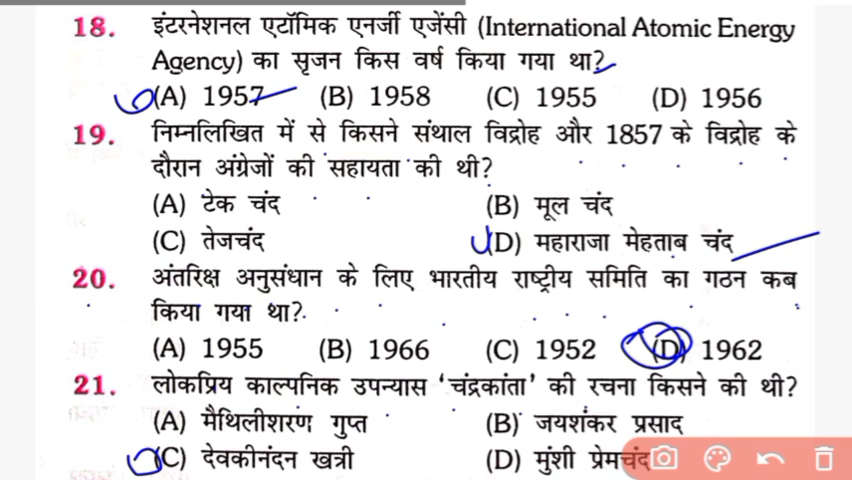 18. इंटरनेशनल एटॉमिक एनर्जी एजेंसी (International Atomic Energy
Agency) का सृजन किस वर्ष किया गया था?
(A) 1957 (B) 1958 (C) 1955 (D) 1956
19. निम्नलिखित में से किसने संथाल विद्रोह और 1857 के विद्रोह के
दौरान अंग्रेजों की सहायता की थी?
(A) टेक चंद (B) मूल चंद
(C) तेजचंद (D) महाराजा मेहताब चंद
20. अंतरिक्ष अनुसंधान के लिए भारतीय राष्ट्रीय समिति का गठन कब
किया गया था?
(A) 1955 (B) 1966 (C) 1952 (D) 1962
21. लोकप्रिय काल्पनिक उपन्यास ‘चंद्रकांता’ की रचना किसने की थी?
(A) मैथिलीशरण गुप्त (B) जयशंकर प्रसाद
(C) देवकीनंदन खत्री (D) मुंशी प्रेमचंद